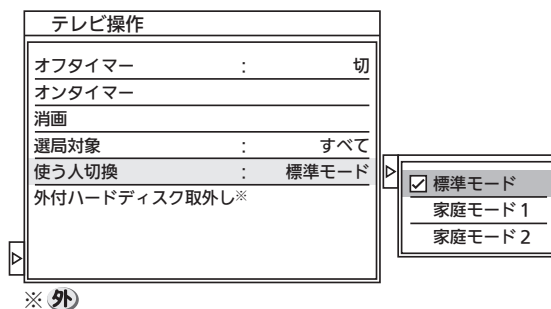 テレビ操作
オフタイマー : 切
オンタイマー
消画
選局対象 : すべて
使う人切換 : 標準モード
外付ハードディスク取外し※
標準モード
家庭モード1
家庭モード2
※外